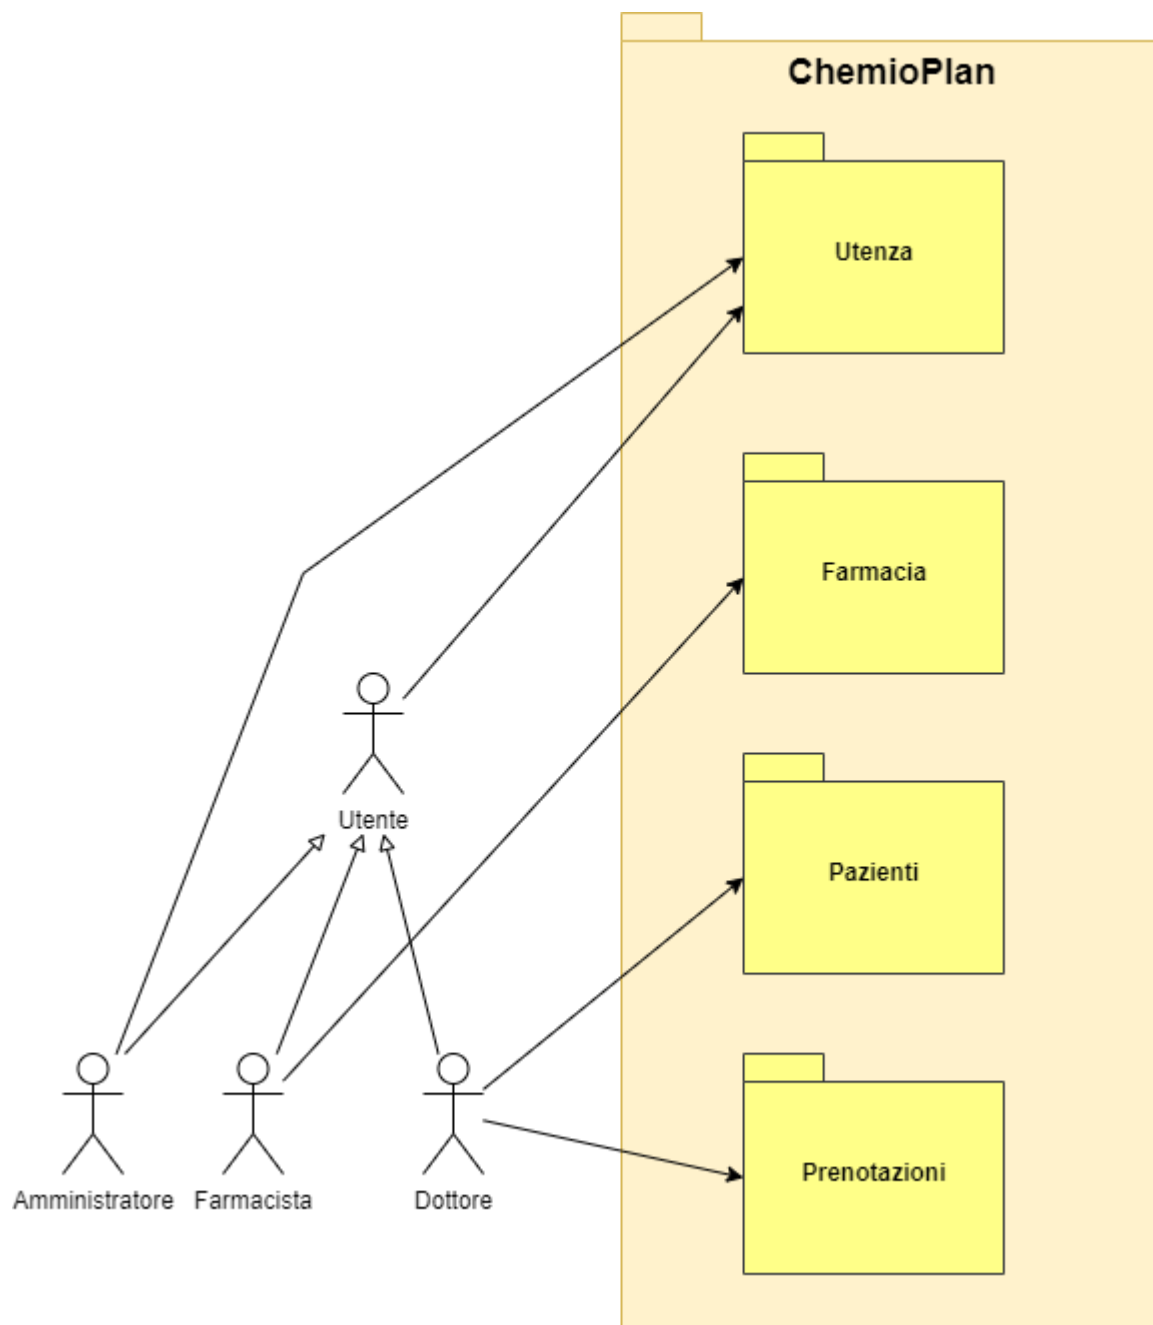 ChemioPlan
Utenza
Farmacia
Utente
Pazienti
Prenotazioni
Amministratore
Farmacista
Dottore